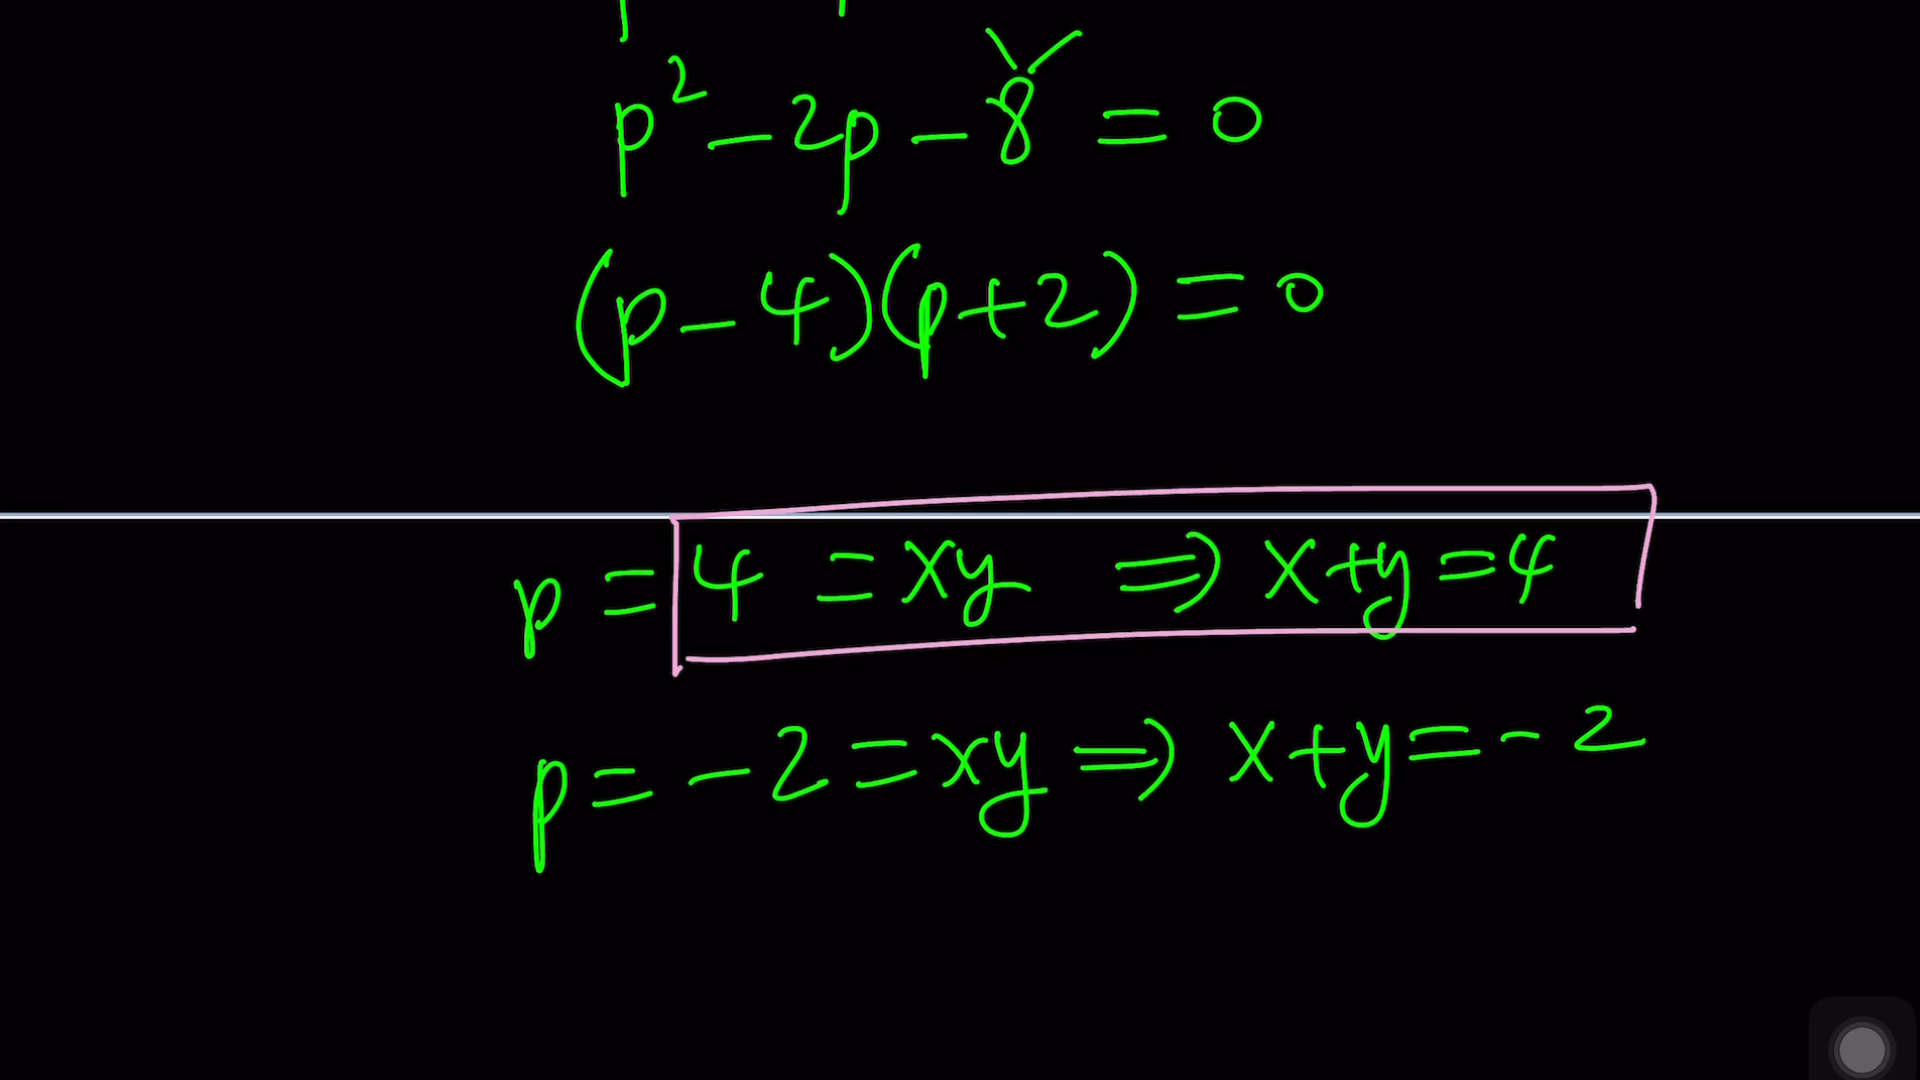 p² - 2p - 8 = 0
(p - 4)(p + 2) = 0
p = 4 = xy ⇒ x + y = 4
p = -2 = xy ⇒ x + y = -2